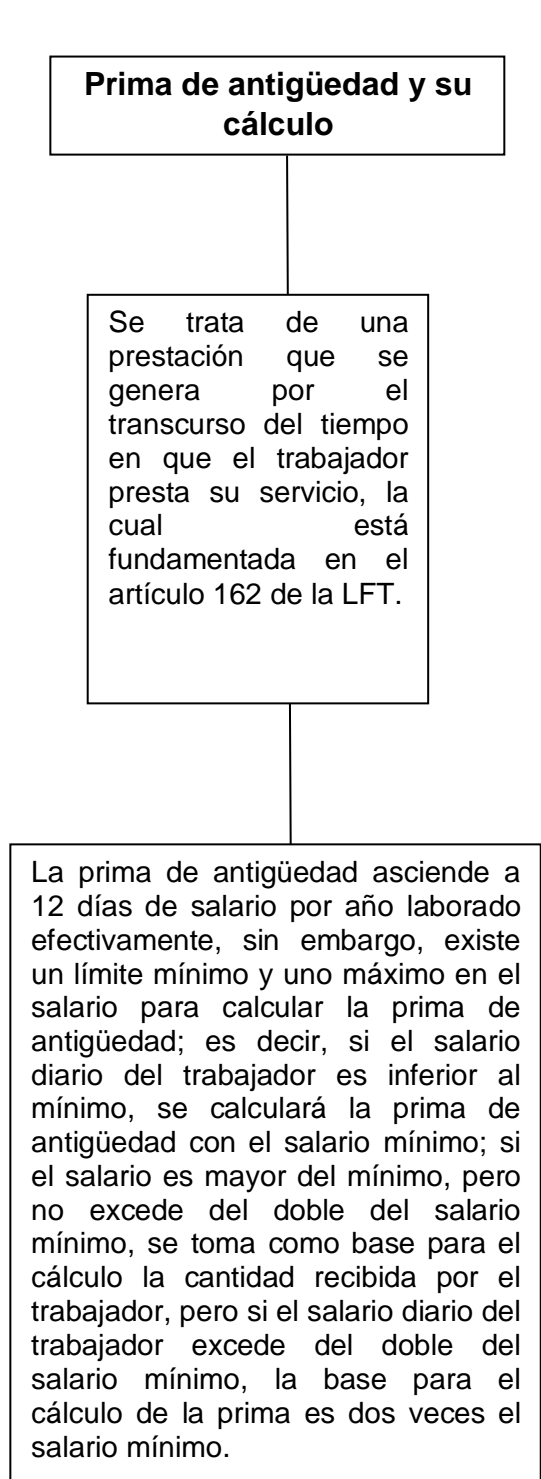 Prima de antigüedad y su
cálculo
Se trata de una
prestación que se
genera por el
transcurso del tiempo
en que el trabajador
presta su servicio, la
cual está
fundamentada en el
artículo 162 de la LFT.
La prima de antigüedad asciende a
12 días de salario por año laborado
efectivamente, sin embargo, existe
un límite mínimo y uno máximo en el
salario para calcular la prima de
antigüedad; es decir, si el salario
diario del trabajador es inferior al
mínimo, se calculará la prima de
antigüedad con el salario mínimo; si
el salario es mayor del mínimo, pero
no excede del doble del salario
mínimo, se toma como base para el
cálculo la cantidad recibida por el
trabajador, pero si el salario diario del
trabajador excede del doble del
salario mínimo, la base para el
cálculo de la prima es dos veces el
salario mínimo.